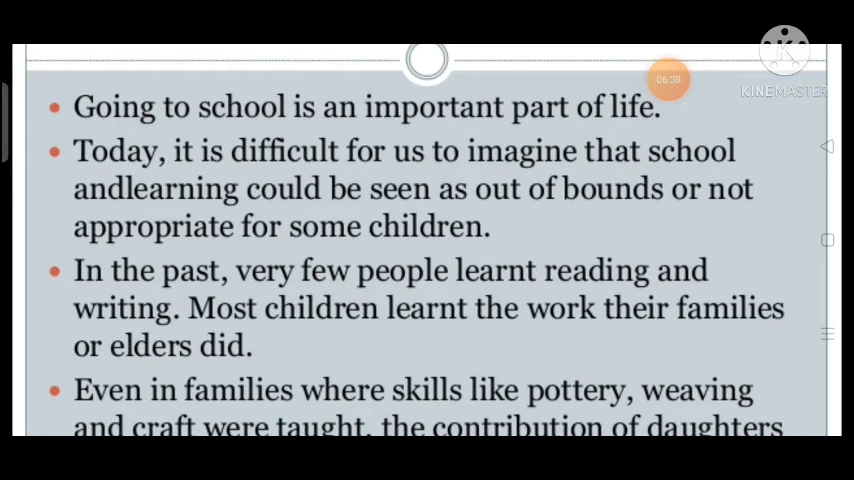 06:28
K
KINEMASTER
Going to school is an important part of life.
Today, it is difficult for us to imagine that school
andlearning could be seen as out of bounds or not
appropriate for some children.
In the past, very few people learnt reading and
writing. Most children learnt the work their families
or elders did.
Even in families where skills like pottery, weaving
and craft were taught, the contribution of daughters